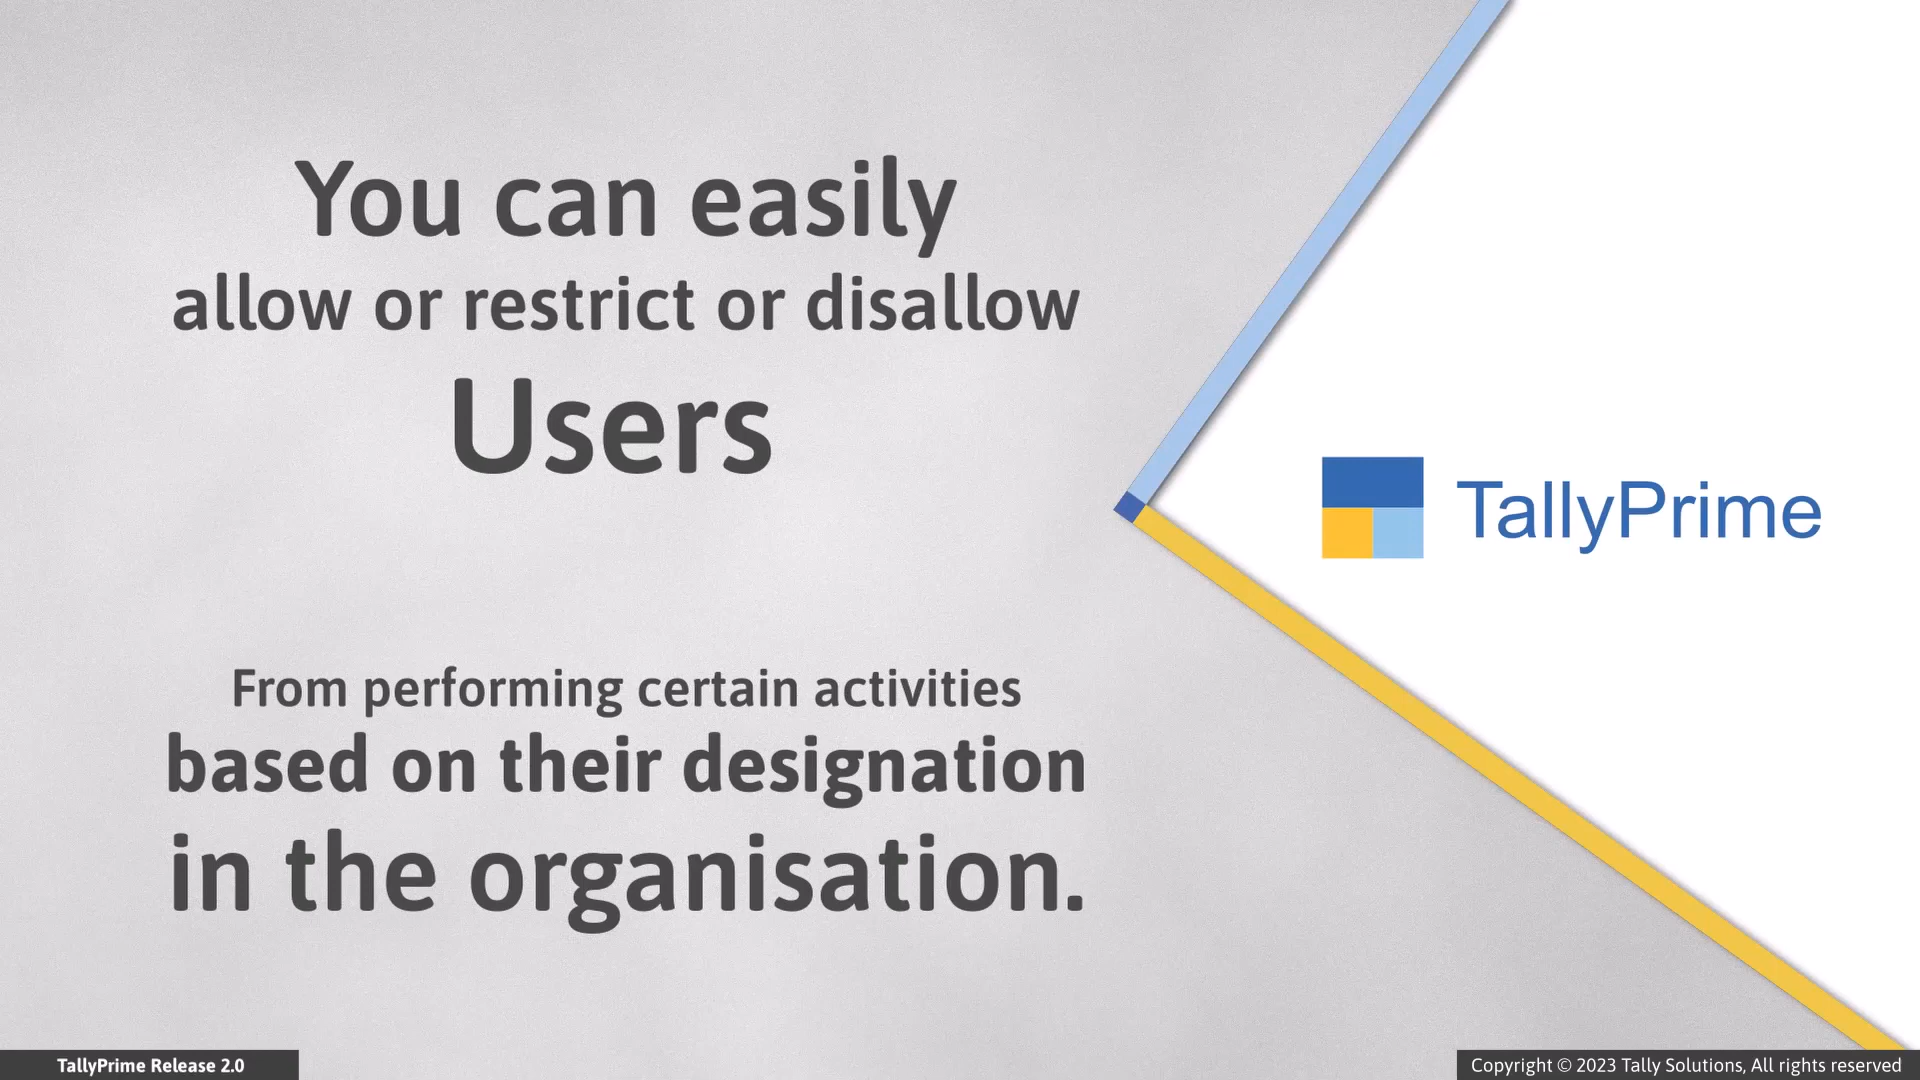 You can easily
allow or restrict or disallow
Users
From performing certain activities
based on their designation
in the organisation.
TallyPrime
TallyPrime Release 2.0
Copyright © 2023 Tally Solutions, All rights reserved